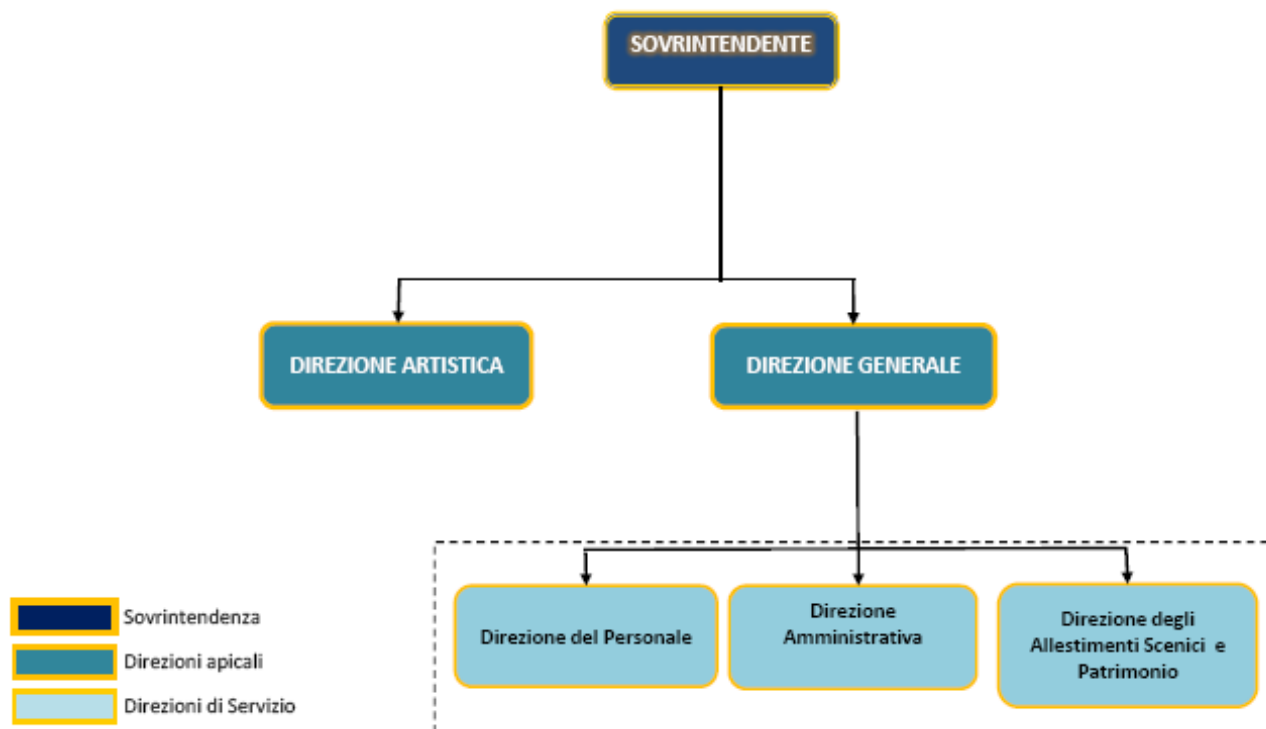 SOVRINTENDENTE
DIREZIONE ARTISTICA
DIREZIONE GENERALE
Direzione del Personale
Direzione
Amministrativa
Direzione degli
Allestimenti Scenici e
Patrimonio
Sovrintendenza
Direzioni apicali
Direzioni di Servizio